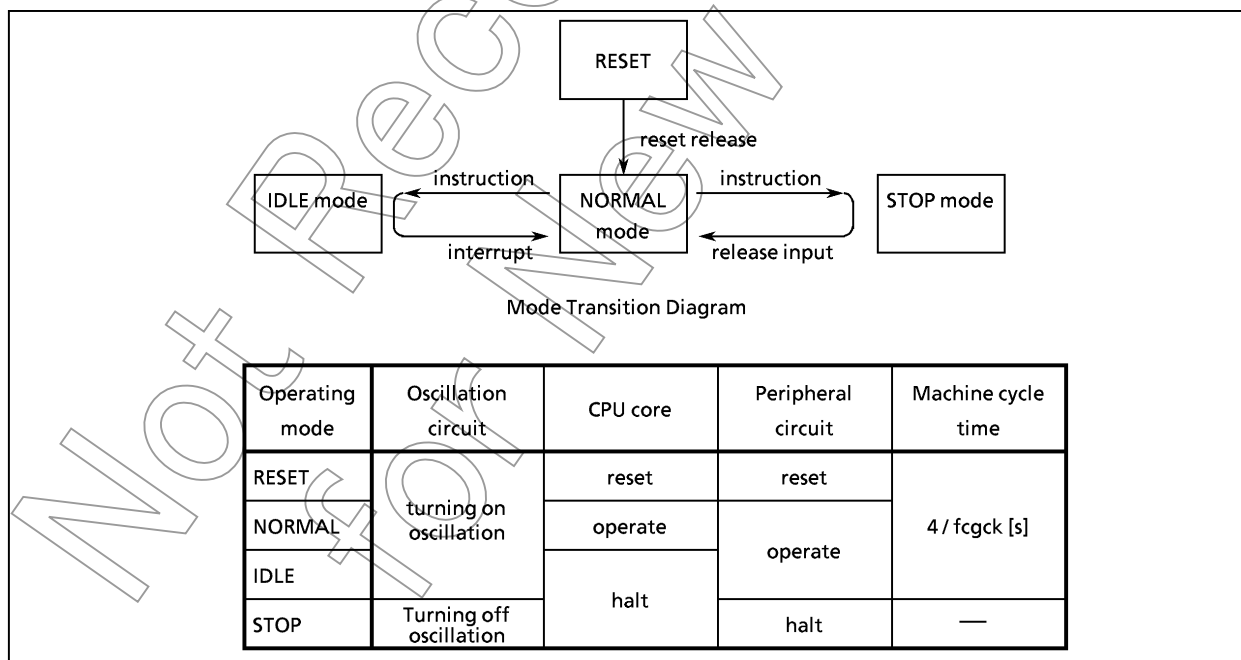 RESET
reset release
instruction
instruction
IDLE mode
NORMAL
mode
STOP mode
interrupt
release input
Mode Transition Diagram
Operating
mode
Oscillation
circuit
CPU core
Peripheral
circuit
Machine cycle
time
RESET
turning on
oscillation
reset
reset
4 / fcgck [s]
NORMAL
operate
operate
IDLE
halt
STOP
Turning off
oscillation
halt
—
Not Reco
for New